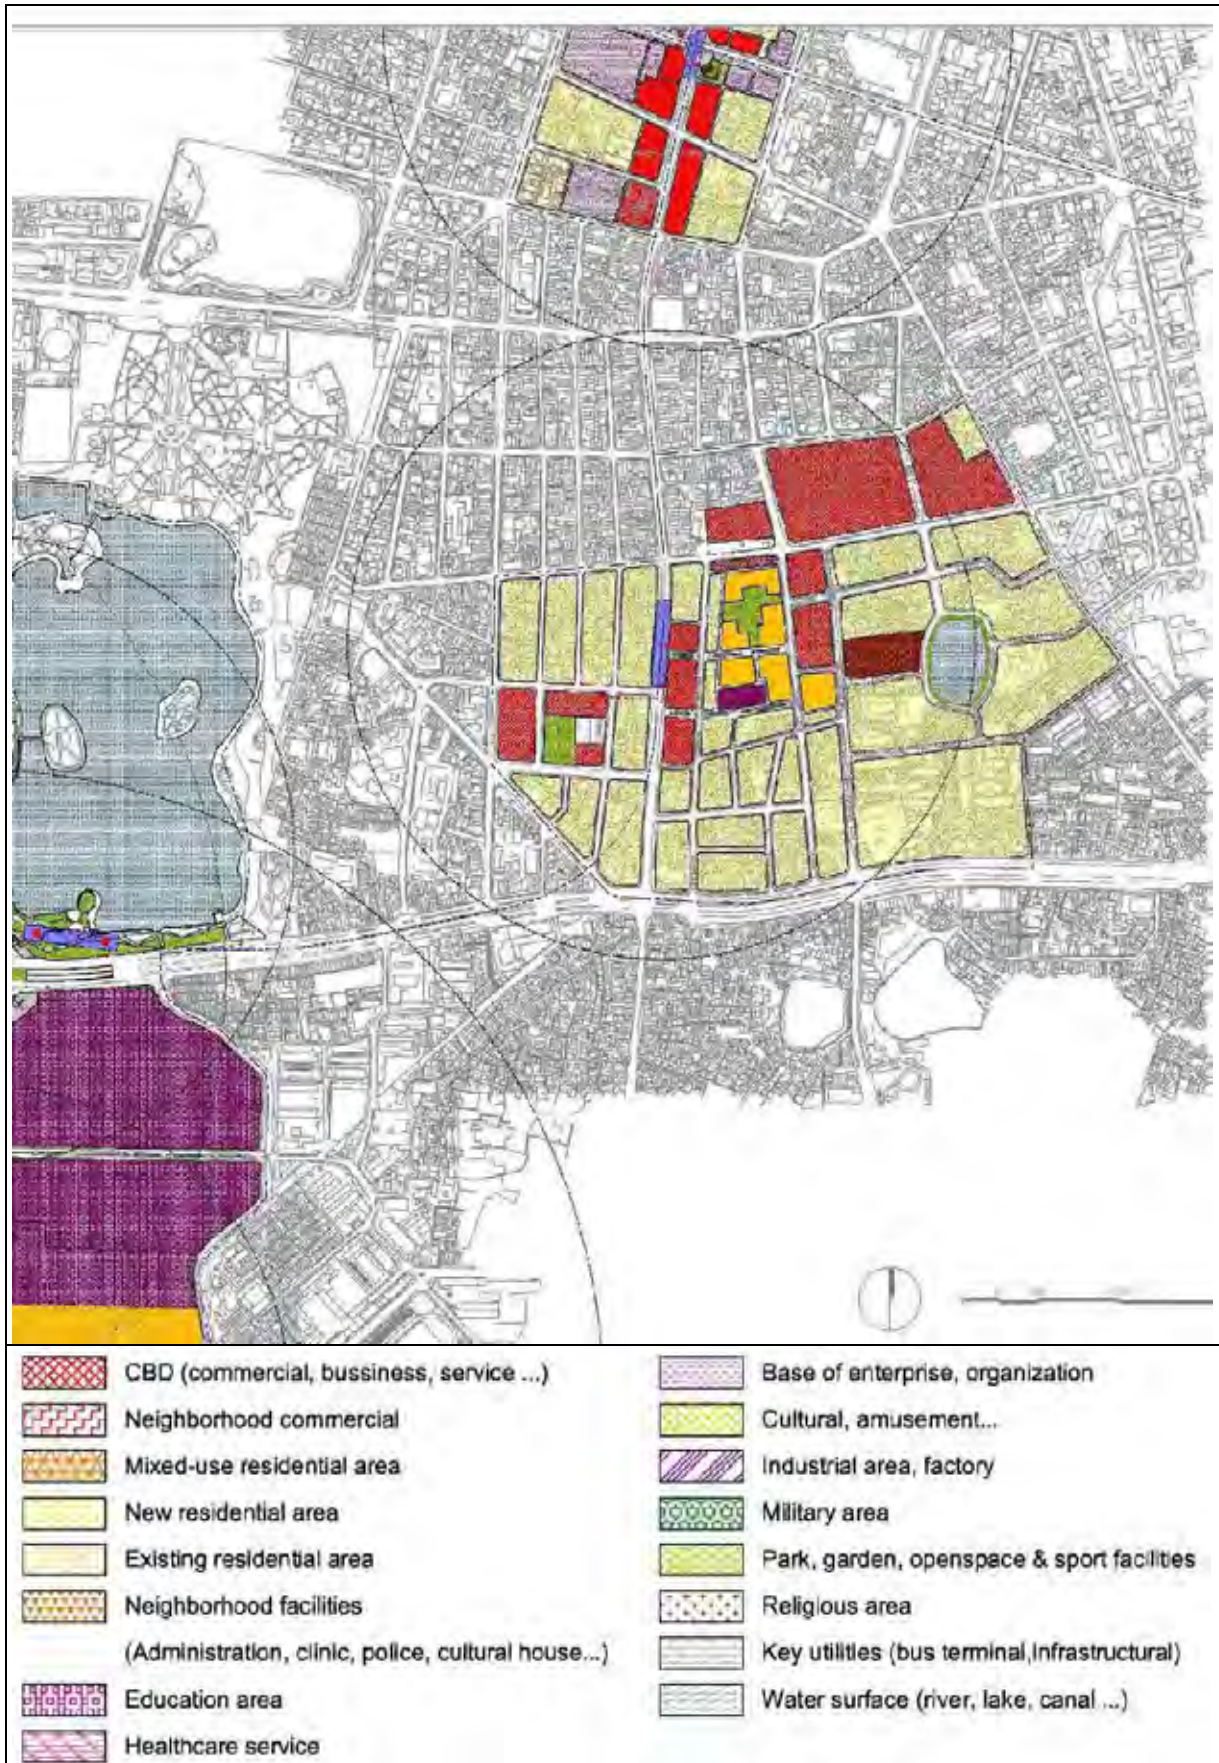 CBD (commercial, bussiness, service ...)
Neighborhood commercial
Mixed-use residential area
New residential area
Existing residential area
Neighborhood facilities
(Administration, clinic, police, cultural house...)
Education area
Healthcare service
Base of enterprise, organization
Cultural, amusement...
Industrial area, factory
Military area
Park, garden, openspace & sport facilities
Religious area
Key utilities (bus terminal,infrastructural)
Water surface (river, lake, canal ...)